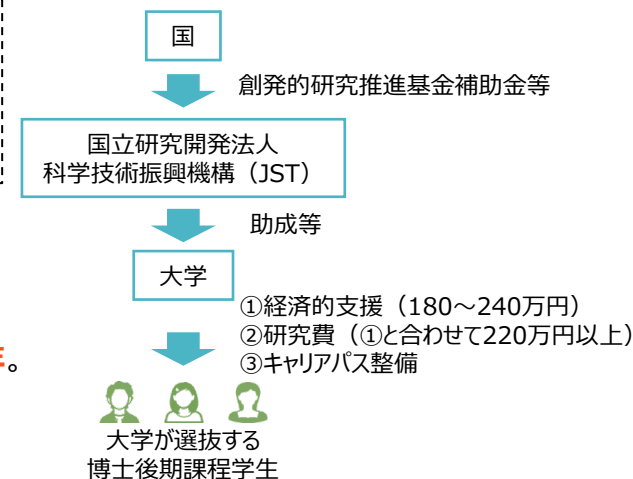 国
創発的研究推進基金補助金等
国立研究開発法人
科学技術振興機構（JST）
助成等
大学
①経済的支援（180～240万円）
②研究費（①と合わせて220万円以上）
③キャリアパス整備
。
大学が選抜する
博士後期課程学生